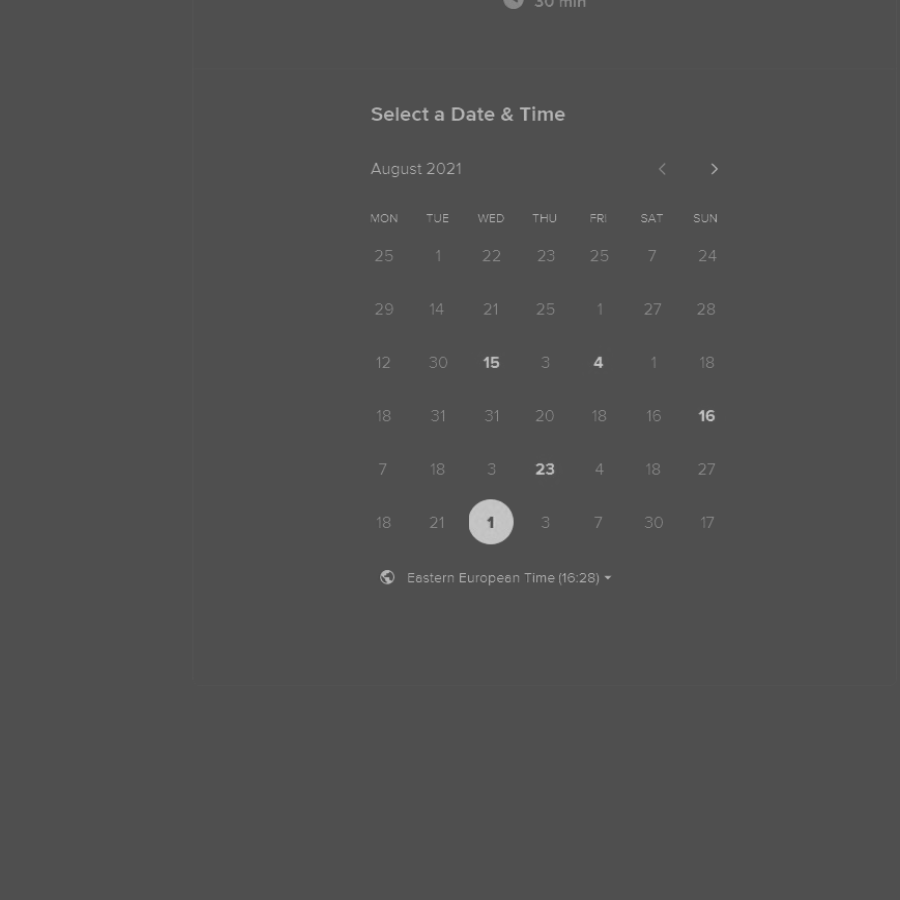 30 min
Select a Date & Time
August 2021
MON TUE WED THU FRI SAT SUN
25 1 22 23 25 7 24
29 14 21 25 1 27 28
12 30 15 3 4 1 18
18 31 31 20 18 16 16
7 18 3 23 4 18 27
18 21 1 3 7 30 17
Eastern European Time (16:28)